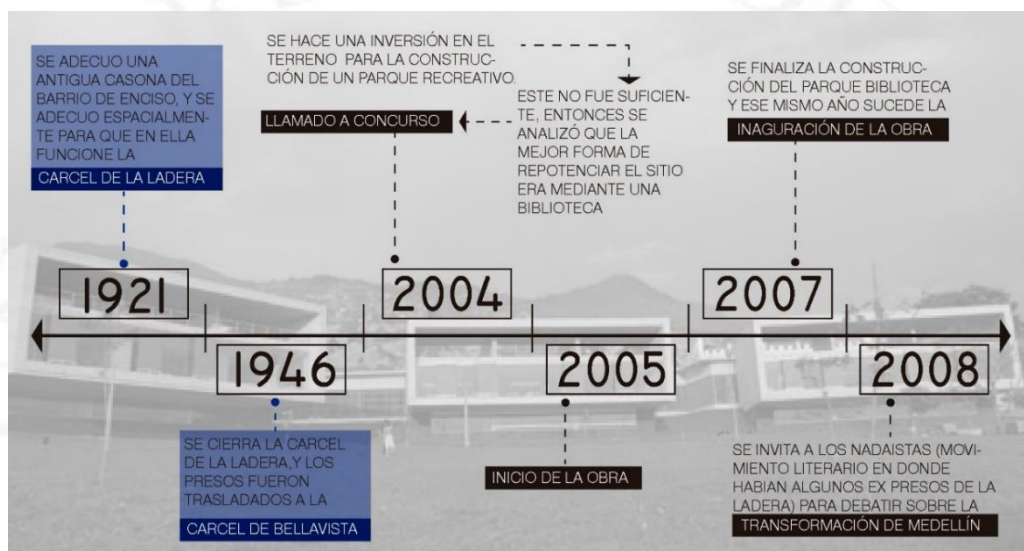 SE ADECUO UNA
ANTIGUA CASONA DEL
BARRIO DE ENCISO, Y SE
ADECUO ESPACIALMEN-
TE PARA QUE EN ELLA
FUNCIONE LA
CARCEL DE LA LADERA
1921
SE CIERRA LA CARCEL
DE LA LADERA,Y LOS
PRESOS FUERON
TRASLADADOS A LA
CARCEL DE BELLAVISTA
1946
SE HACE UNA INVERSIÓN EN EL
TERRENO PARA LA CONSTRUC-
CIÓN DE UN PARQUE RECREATIVO.
ESTE NO FUE SUFICIEN-
TE, ENTONCES SE
ANALIZÓ QUE LA
MEJOR FORMA DE
REPOTENCIAR EL SITIO
ERA MEDIANTE UNA
BIBLIOTECA
LLAMADO A CONCURSO
2004
2005
INICIO DE LA OBRA
SE FINALIZA LA CONSTRUC-
CIÓN DEL PARQUE BIBLIOTECA
Y ESE MISMO AÑO SUCEDE LA
INAGURACIÓN DE LA OBRA
2007
2008
SE INVITA A LOS NADAISTAS (MOVI-
MIENTO LITERARIO EN DONDE
HABIAN ALGUNOS EX PRESOS DE LA
LADERA) PARA DEBATIR SOBRE LA
TRANSFORMACIÓN DE MEDELLÍN